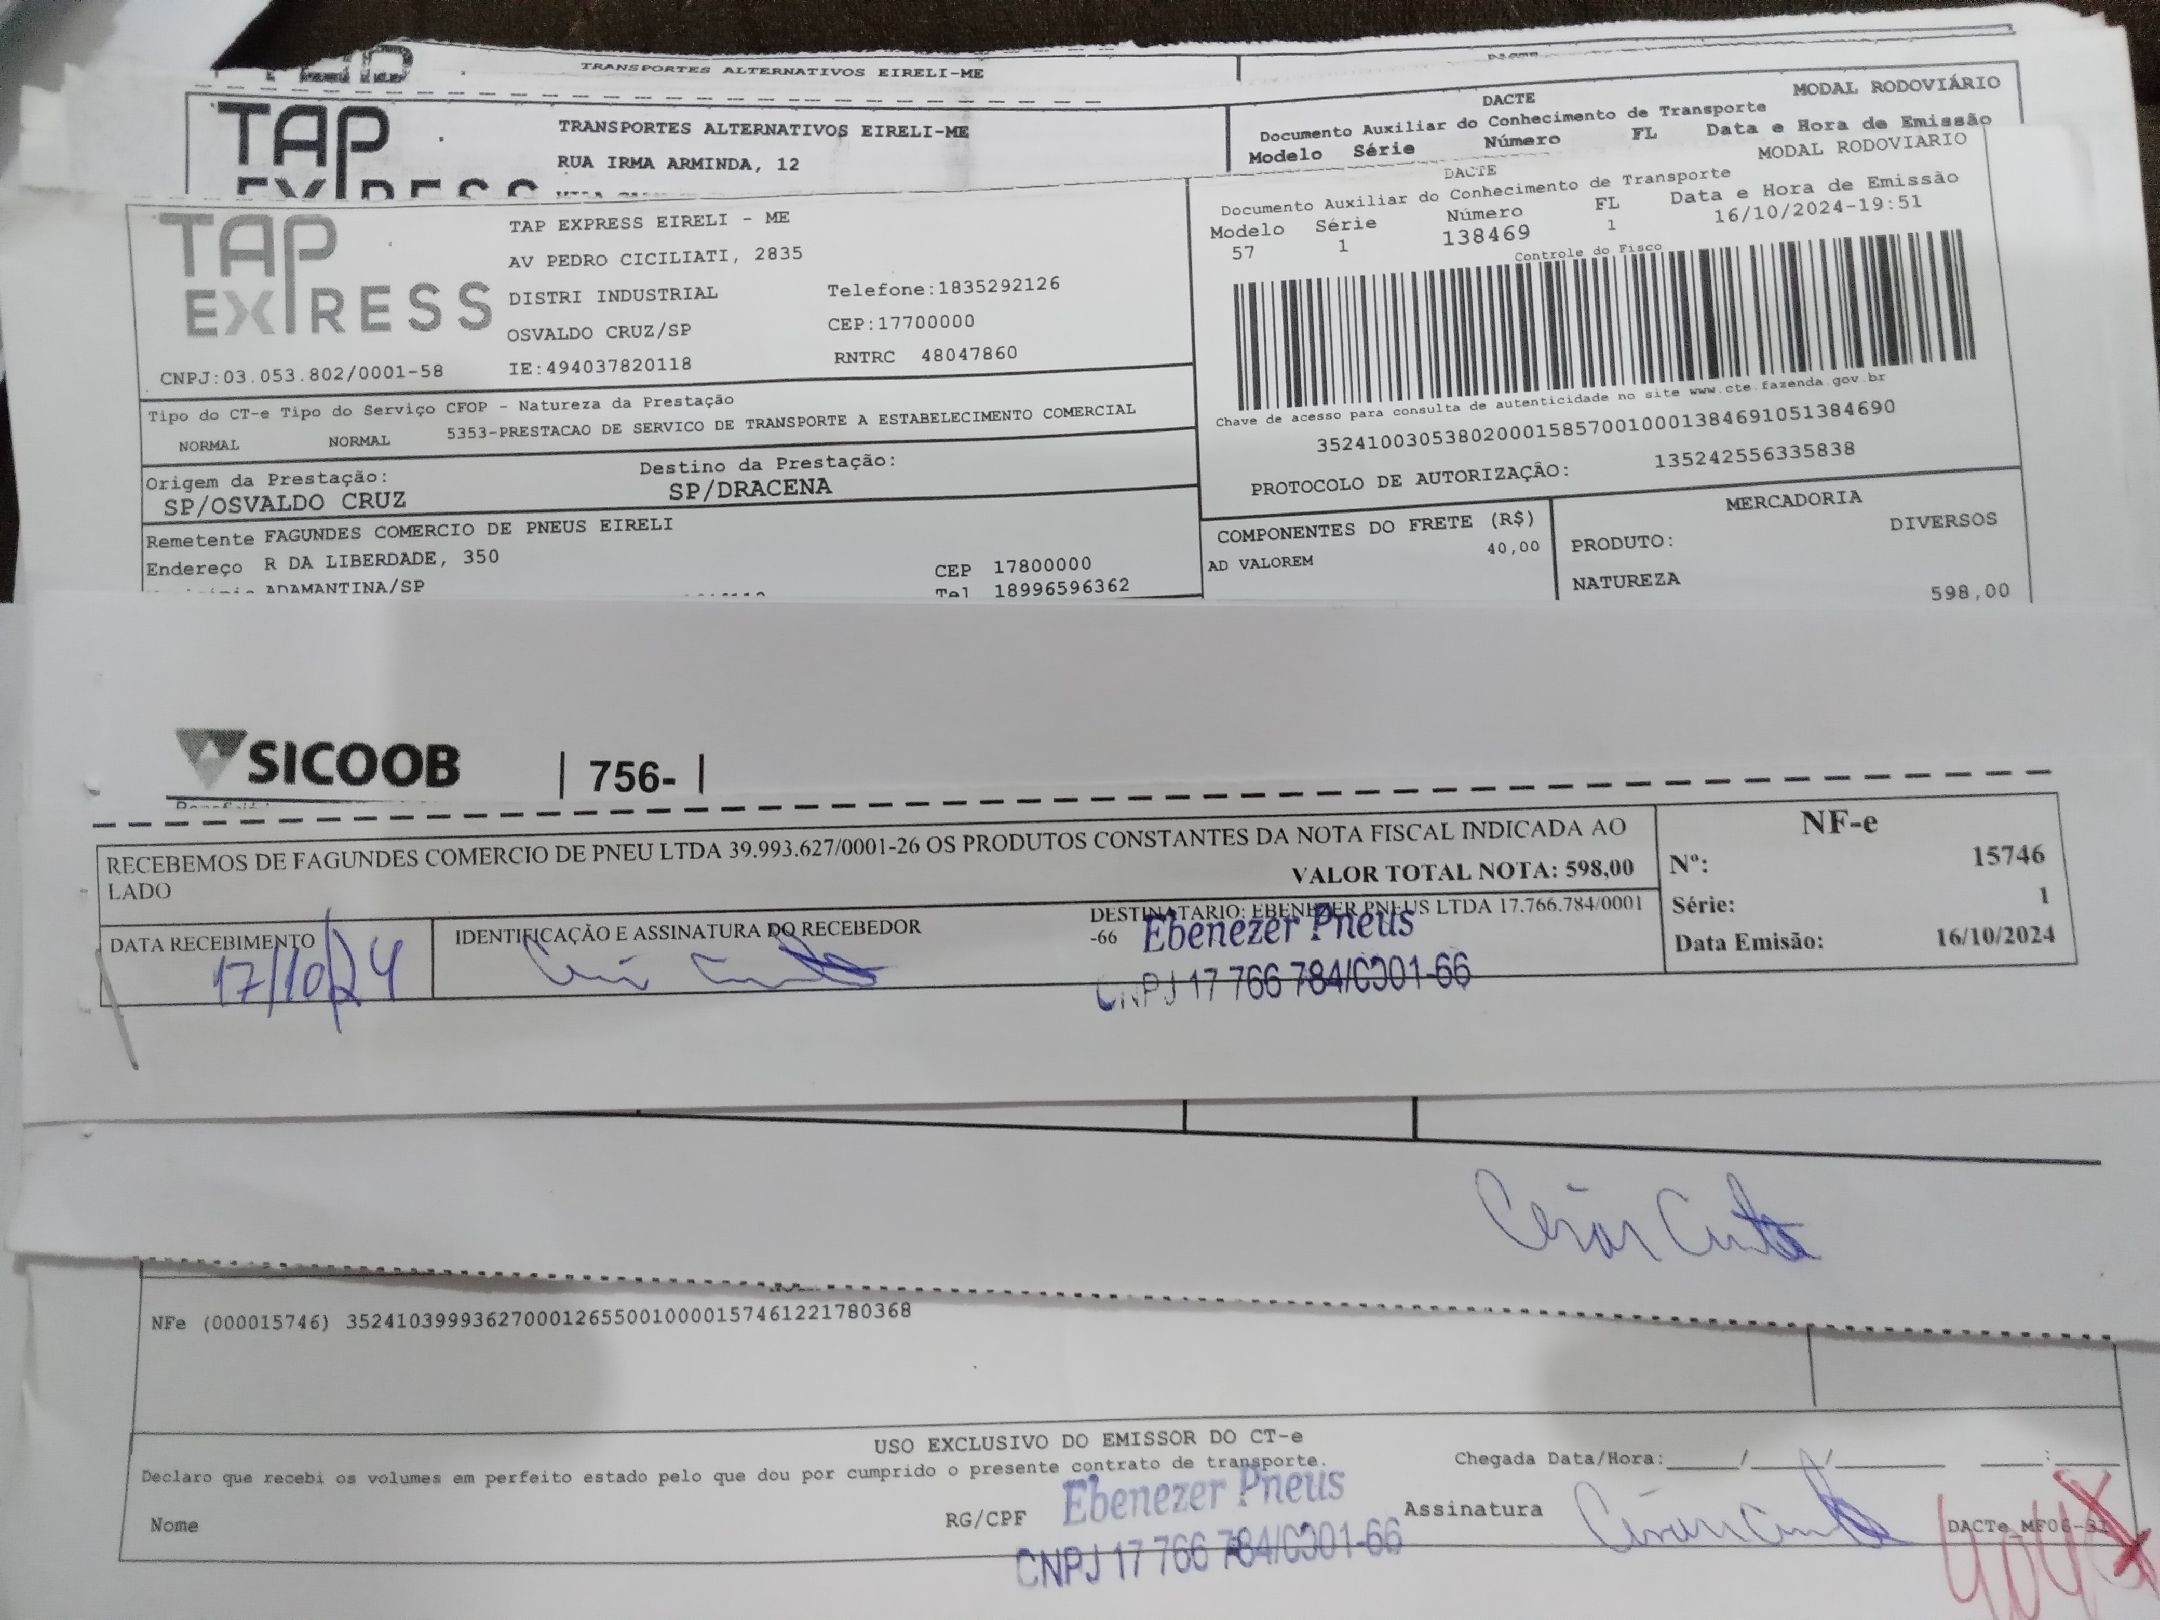 TRANSPORTES ALTERNATIVOS EIRELI-ME
TAP
TRANSPORTES ALTERNATIVOS EIRELI-ME
RUA IRMA ARMINDA, 12
MODAL RODOVIÁRIO
DACTE
Documento Auxiliar do Conhecimento de Transporte
Modelo Série Número FL Data e Hora de Emissão
TAP EXPRESS
TAP EXPRESS EIRELI - ME
AV PEDRO CICILIATI, 2835
DISTRI INDUSTRIAL Telefone:1835292126
OSVALDO CRUZ/SP CEP:17700000
CNPJ:03.053.802/0001-58 IE:494037820118 RNTRC 48047860
MODAL RODOVIARIO
DACTE
Documento Auxiliar do Conhecimento de Transporte
Modelo Série Número FL Data e Hora de Emissão
57 1 138469 1 16/10/2024-19:51
Controle do Fisco
Chave de acesso para consulta de autenticidade no site www.cte.fazenda.gov.br
35241003053802000158570010001384691051384690
PROTOCOLO DE AUTORIZAÇÃO: 135242556335838
Tipo do CT-e Tipo do Serviço CFOP - Natureza da Prestação
NORMAL NORMAL 5353-PRESTACAO DE SERVICO DE TRANSPORTE A ESTABELECIMENTO COMERCIAL
Origem da Prestação: Destino da Prestação:
SP/OSVALDO CRUZ SP/DRACENA
Remetente FAGUNDES COMERCIO DE PNEUS EIRELI
Endereço R DA LIBERDADE, 350 CEP 17800000
ADAMANTINA/SP Tel 18996596362
COMPONENTES DO FRETE (R$)
AD VALOREM 40,00
MERCADORIA
PRODUTO: DIVERSOS
NATUREZA
598,00
SICOOB | 756- |
RECEBEMOS DE FAGUNDES COMERCIO DE PNEU LTDA 39.993.627/0001-26 OS PRODUTOS CONSTANTES DA NOTA FISCAL INDICADA AO
LADO VALOR TOTAL NOTA: 598,00
DATA RECEBIMENTO
17/10/24
IDENTIFICAÇÃO E ASSINATURA DO RECEBEDOR
DESTINATARIO: EBENEZER PNEUS LTDA 17.766.784/0001
-66
Ebenezer Pneus
CNPJ 17 766 784/0001-66
NF-e
Nº: 15746
Série: 1
Data Emissão: 16/10/2024
NFe (000015746) 35241039993627000126550010000157461221780368
USO EXCLUSIVO DO EMISSOR DO CT-e
Declaro que recebi os volumes em perfeito estado pelo que dou por cumprido o presente contrato de transporte.
Chegada Data/Hora:_____/_____/_______ ____:____
Nome RG/CPF Assinatura
Ebenezer Pneus
CNPJ 17 766 784/0001-66